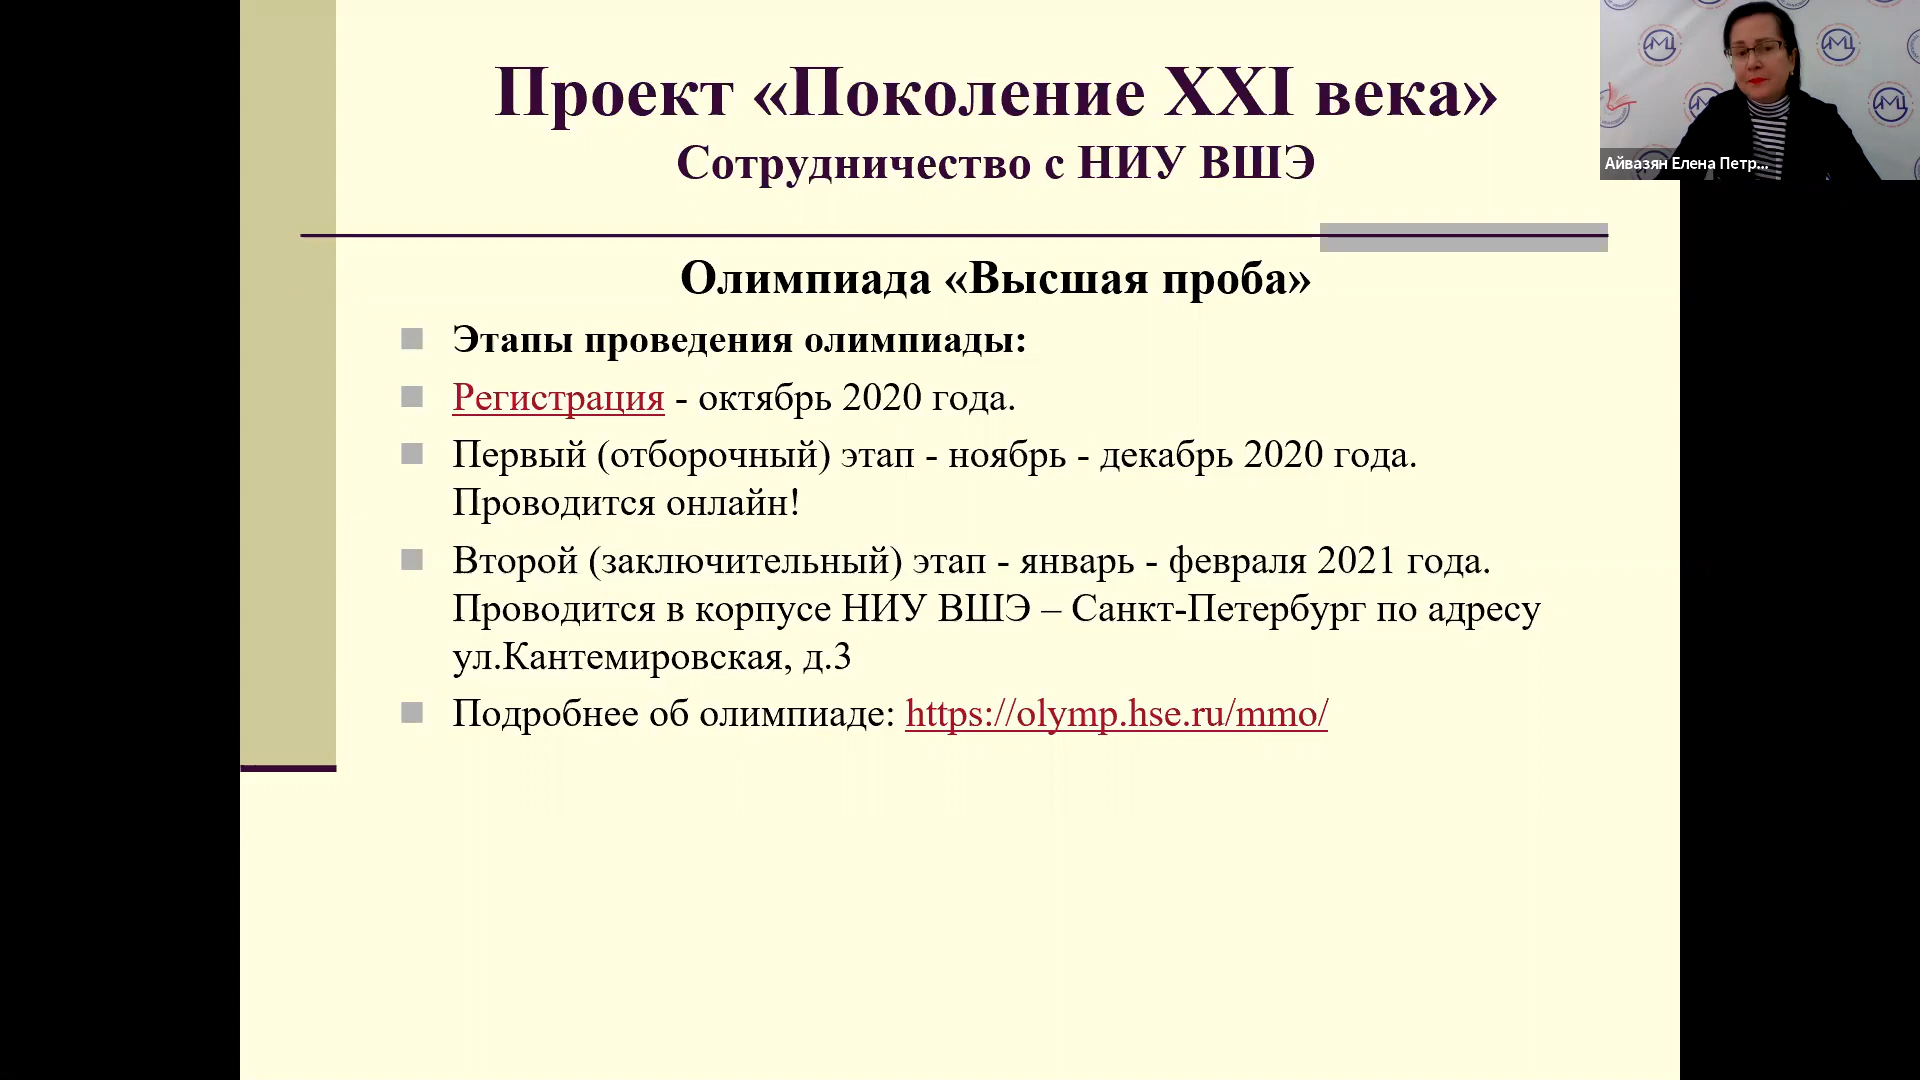 Проект «Поколение XXI века»
Сотрудничество с НИУ ВШЭ
Айвазян Елена Петр...
Олимпиада «Высшая проба»
Этапы проведения олимпиады:
Регистрация - октябрь 2020 года.
Первый (отборочный) этап - ноябрь - декабрь 2020 года.
Проводится онлайн!
Второй (заключительный) этап - январь - февраля 2021 года.
Проводится в корпусе НИУ ВШЭ – Санкт-Петербург по адресу
ул.Кантемировская, д.3
Подробнее об олимпиаде: https://olymp.hse.ru/mmo/